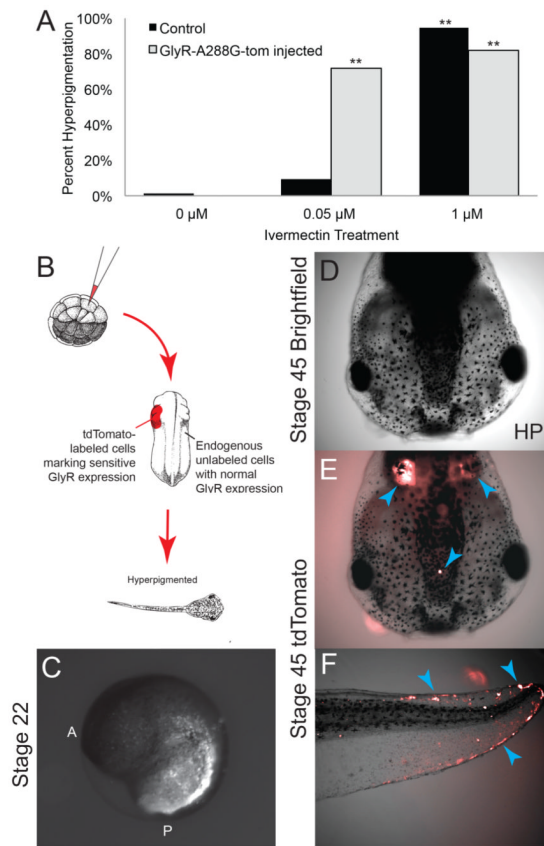 A
Percent Hyperpigmentation
100%
80%
60%
40%
20%
0%
Control
GlyR-A288G-tom injected
**
**
**
0 µM
0.05 µM
1 µM
Ivermectin Treatment
B
tdTomato-
labeled cells
marking sensitive
GlyR expression
Endogenous
unlabeled cells
with normal
GlyR expression
Hyperpigmented
Stage 22
C
A
P
Stage 45 Brightfield
D
HP
Stage 45 tdTomato
E
F